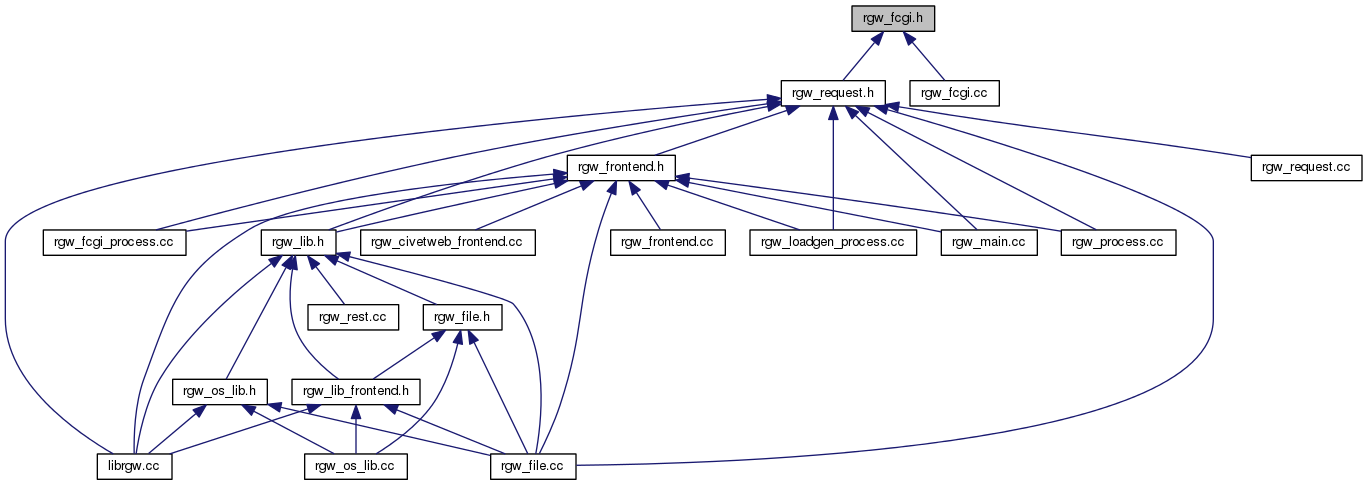 rgw_fcgi.h
rgw_request.h
rgw_fcgi.cc
rgw_frontend.h
rgw_request.cc
rgw_fcgi_process.cc
rgw_lib.h
rgw_civetweb_frontend.cc
rgw_frontend.cc
rgw_loadgen_process.cc
rgw_main.cc
rgw_process.cc
rgw_rest.cc
rgw_file.h
rgw_os_lib.h
rgw_lib_frontend.h
librgw.cc
rgw_os_lib.cc
rgw_file.cc